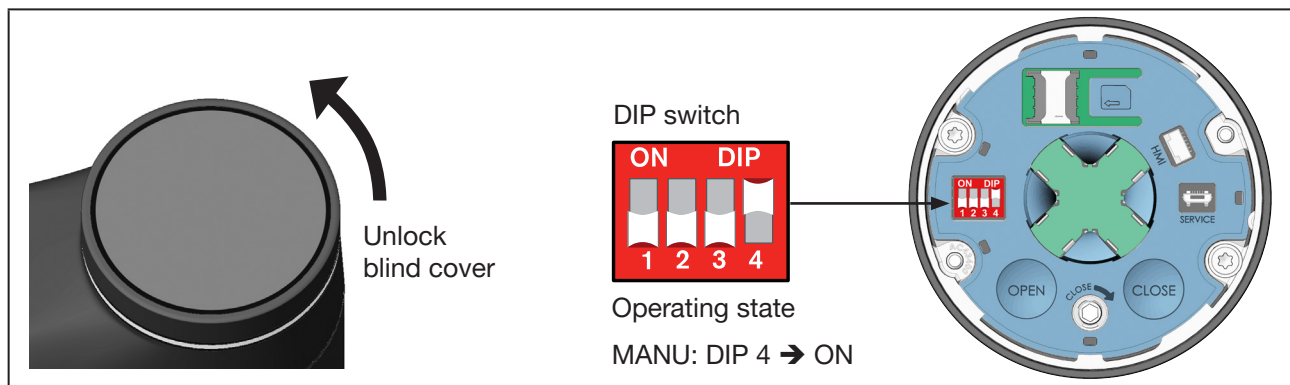 Unlock
blind cover
DIP switch
ON DIP
1 2 3 4
Operating state
MANU: DIP 4 ➔ ON
HMI
ON DIP
1 2 3 4
SERVICE
OPEN
CLOSE
CLOSE